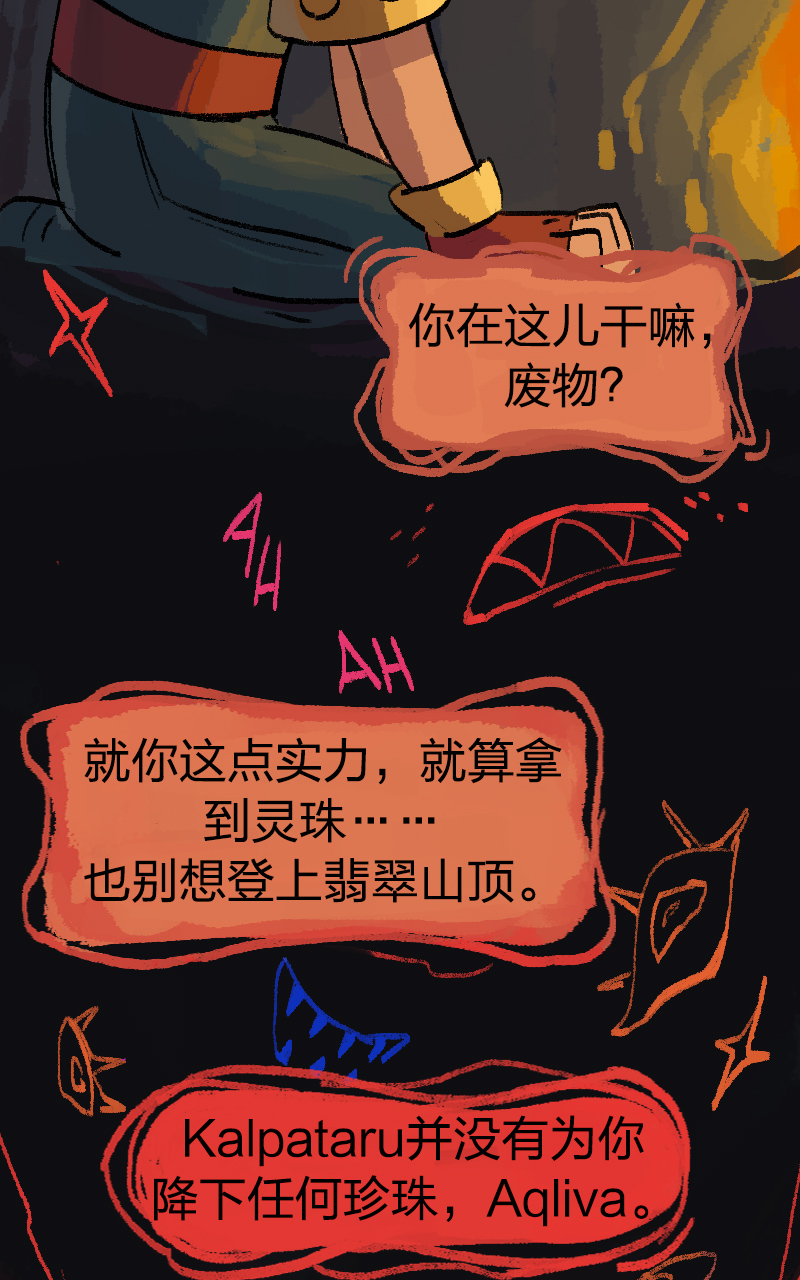 你在这儿干嘛，
废物？
AH
AH
就你这点实力，就算拿
到灵珠……
也别想登上翡翠山顶。
Kalpataru并没有为你
降下任何珍珠，Aqliva。